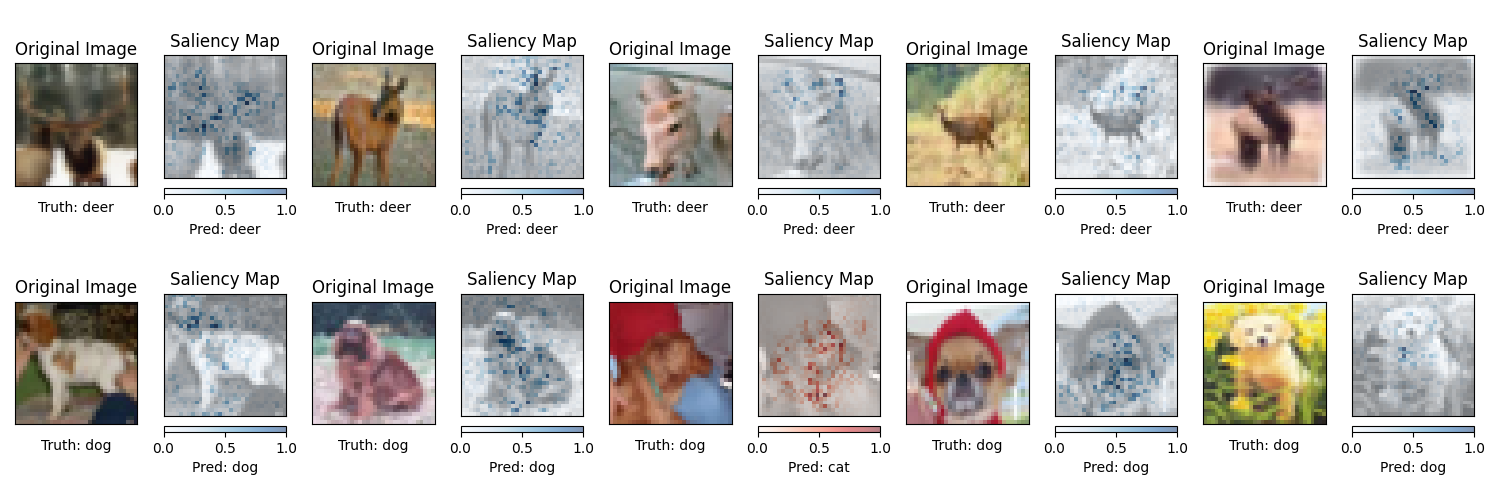 Original Image Saliency Map Original Image Saliency Map Original Image Saliency Map Original Image Saliency Map Original Image Saliency Map
Truth: deer 0.0 0.5 1.0 Truth: deer 0.0 0.5 1.0 Truth: deer 0.0 0.5 1.0 Truth: deer 0.0 0.5 1.0 Truth: deer 0.0 0.5 1.0
Pred: deer Pred: deer Pred: deer Pred: deer Pred: deer
Original Image Saliency Map Original Image Saliency Map Original Image Saliency Map Original Image Saliency Map Original Image Saliency Map
Truth: dog 0.0 0.5 1.0 Truth: dog 0.0 0.5 1.0 Truth: dog 0.0 0.5 1.0 Truth: dog 0.0 0.5 1.0 Truth: dog 0.0 0.5 1.0
Pred: dog Pred: dog Pred: cat Pred: dog Pred: dog